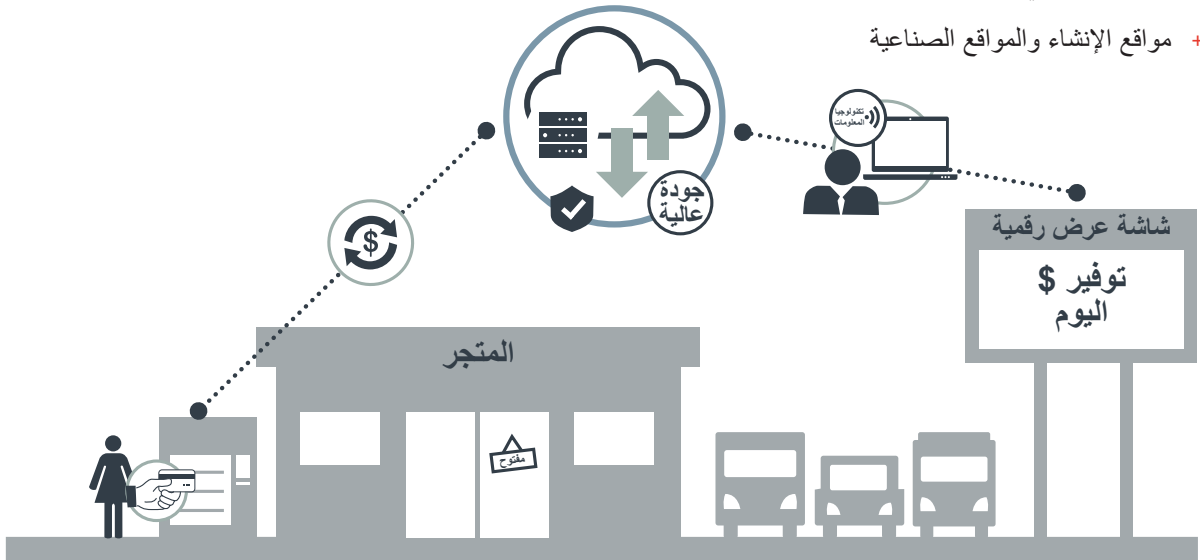 + مواقع الإنشاء والمواقع الصناعية
تكنولوجيا
المعلومات
جودة
عالية
$
شاشة عرض رقمية
توفير $
اليوم
المتجر
مفتوح